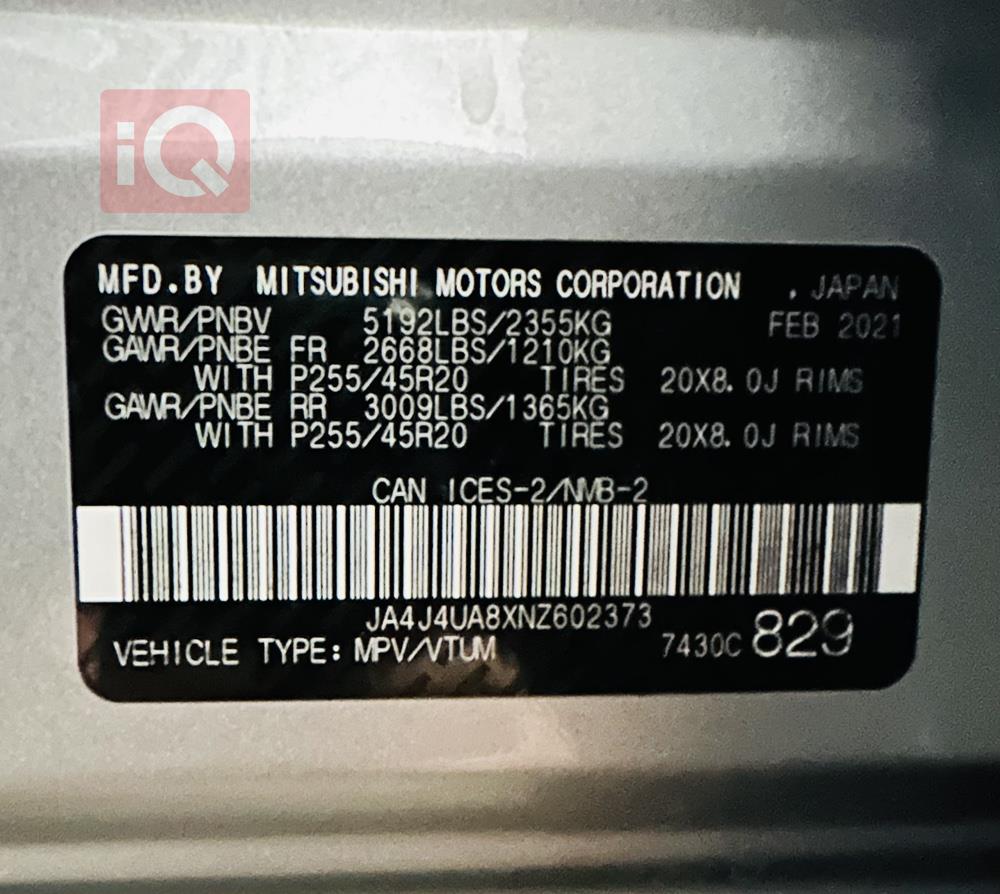 iQ
MFD.BY MITSUBISHI MOTORS CORPORATION , JAPAN
GWWR/PNBV 5192LBS/2355KG FEB 2021
GAWR/PNBE FR 2668LBS/1210KG
WITH P255/45R20 TIRES 20X8.0J RIMS
GAWR/PNBE RR 3009LBS/1365KG
WITH P255/45R20 TIRES 20X8.0J RIMS
CAN ICES-2/NMB-2
JA4J4UA8XNZ602373
VEHICLE TYPE: MPV/VTUM 7430C 829